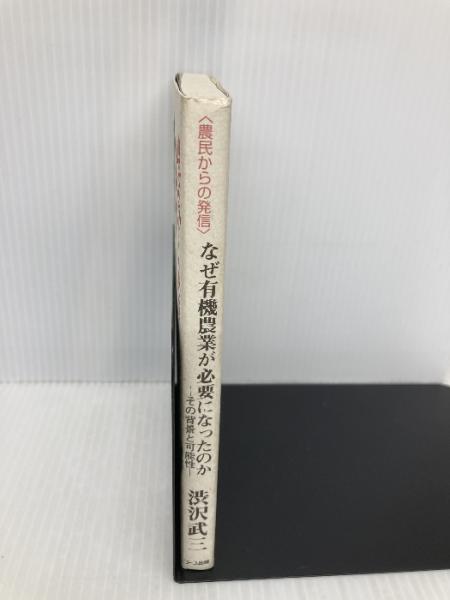 〈農民からの発信〉
なぜ有機農業が必要になったのか
―その背景と可能性―
渋沢武三